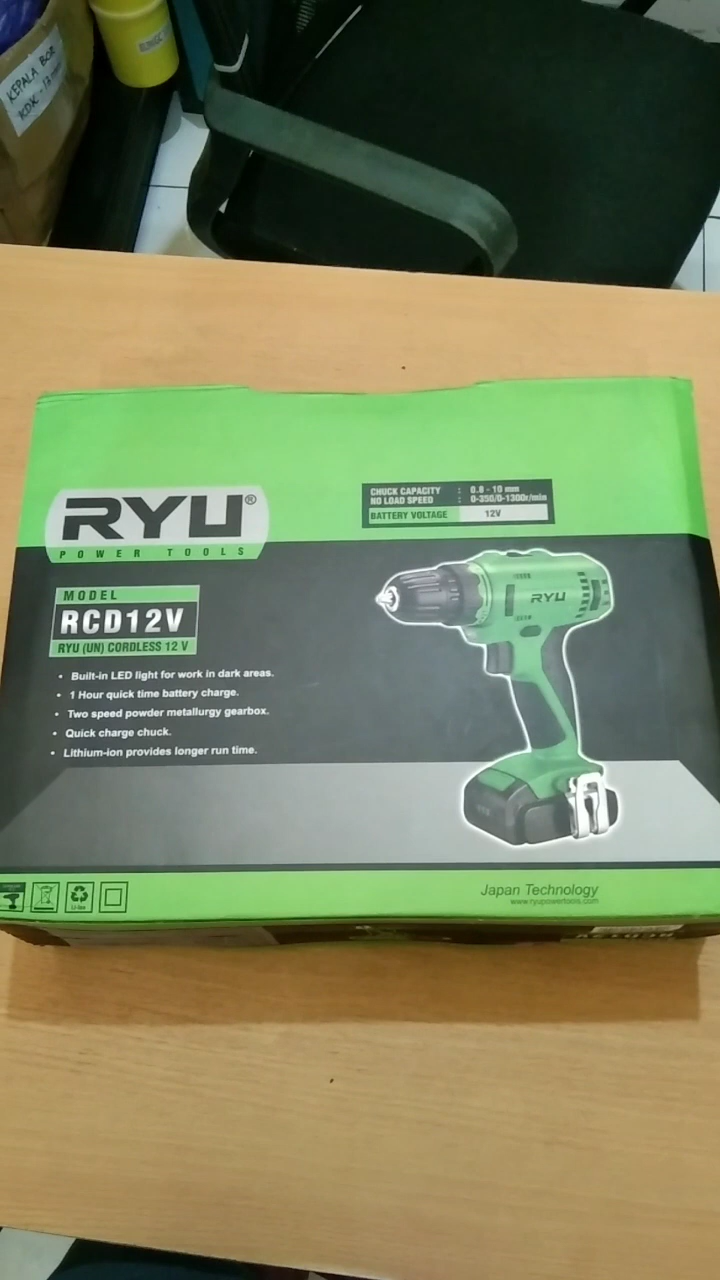 KEPALA BOR
RYU®
POWER TOOLS
CHUCK CAPACITY : 0.8 - 10 mm
NO LOAD SPEED : 0-350/0-1300r/min
BATTERY VOLTAGE 12V
MODEL
RCD12V
RYU (UN) CORDLESS 12 V
• Built-in LED light for work in dark areas.
• 1 Hour quick time battery charge.
• Two speed powder metallurgy gearbox.
• Quick charge chuck.
• Lithium-ion provides longer run time.
RYU
Li-Ion
Japan Technology
www.ryupowertools.com